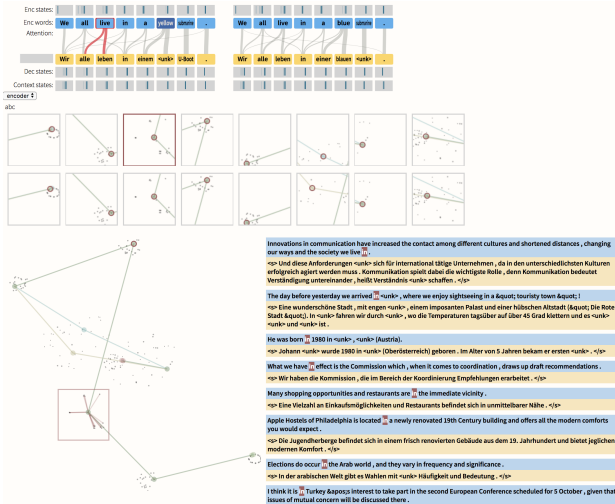 Enc states:
Enc words: We all live in a yellow submarine . We all live in a blue submarine .
Attention:
Wir alle leben in einem <unk> U-Boot . We alle leben in einer blauen <unk> .
Dec states:
Context states:
encoder
abc
Innovations in communication have increased the contact among different cultures and shortened distances , changing
our ways and the society we live in .
<s> Und diese Anforderungen <unk> sich für international tätige Unternehmen , da in den unterschiedlichsten Kulturen
erfolgreich agiert werden muss . Kommunikation spielt dabei die wichtigste Rolle , denn Kommunikation bedeutet
Verständigung untereinander , heißt Verständnis <unk> schaffen . </s>
The day before yesterday we arrived in <unk> , where we enjoy sightseeing in a &quot; touristy town &quot; !
<s> Eine wunderschöne Stadt , mit engen <unk> , einem imposanten Palast und einer hübschen Altstadt (&quot; Die Rote
Stadt &quot;). In <unk> fahren wir durch <unk> , wo die Temperaturen tagsüber auf über 45 Grad klettern und es <unk>
<unk> und <unk> ist .
He was born in 1980 in <unk> , <unk> (Austria).
<s> Johann <unk> wurde 1980 in <unk> (Oberösterreich) geboren . Im Alter von 5 Jahren bekam er ersten <unk> . </s>
What we have in effect is the Commission which , when it comes to coordination , draws up draft recommendations .
<s> Wir haben die Kommission , die im Bereich der Koordinierung Empfehlungen erarbeitet . </s>
Many shopping opportunities and restaurants are in the immediate vicinity .
<s> Eine Vielzahl an Einkaufsmöglichkeiten und Restaurants befindet sich in unmittelbarer Nähe . </s>
Apple Hostels of Philadelphia is located in a newly renovated 19th Century building and offers all the modern comforts
you would expect .
<s> Die Jugendherberge befindet sich in einem frisch renovierten Gebäude aus dem 19. Jahrhundert und bietet jeglichen
modernen Komfort . </s>
Elections do occur in the Arab world , and they vary in frequency and significance .
<s> In der arabischen Welt gibt es Wahlen mit <unk> Häufigkeit und Bedeutung . </s>
I think it is in Turkey &apos;s interest to take part in the second European Conference scheduled for 5 October , given that
issues of mutual concern will be discussed there .